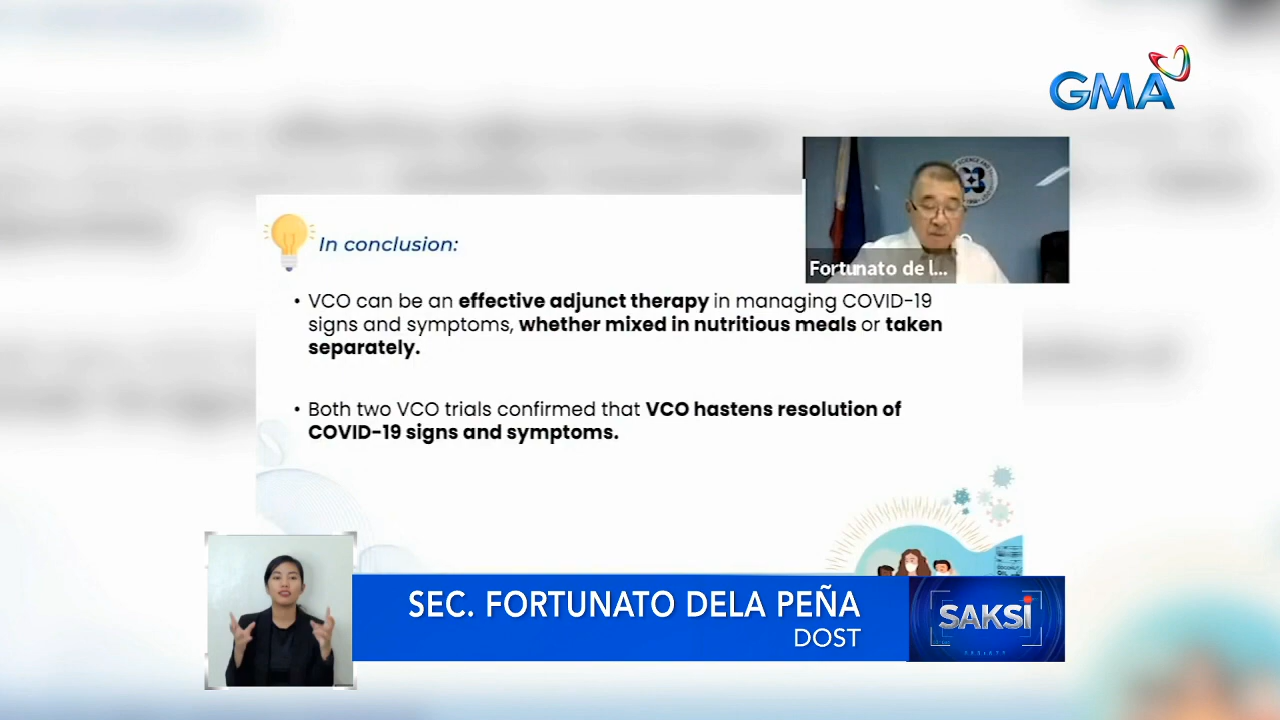 GMA
Fortunato de l...
In conclusion:
• VCO can be an effective adjunct therapy in managing COVID-19
signs and symptoms, whether mixed in nutritious meals or taken
separately.
• Both two VCO trials confirmed that VCO hastens resolution of
COVID-19 signs and symptoms.
SEC. FORTUNATO DELA PEÑA
DOST
SAKSI